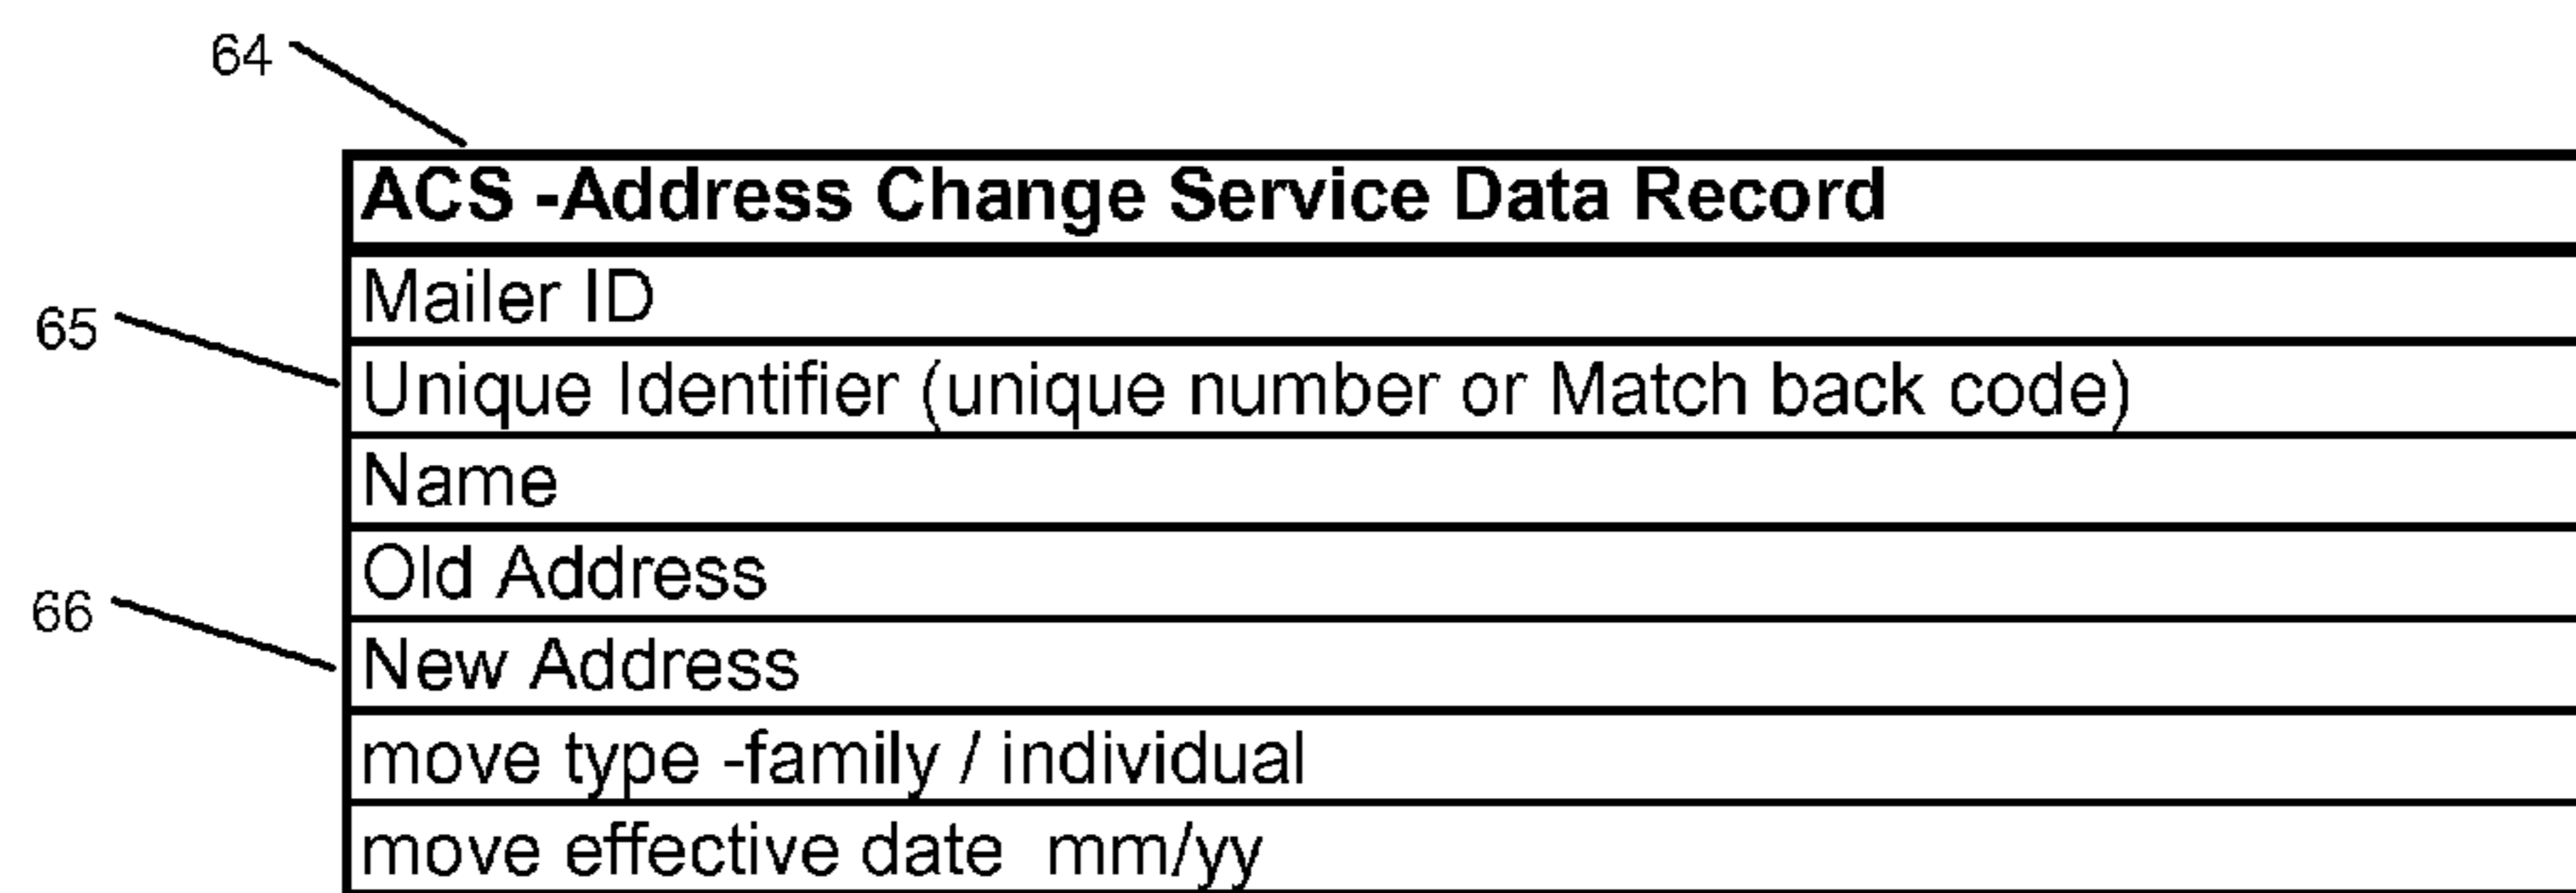 64
ACS -Address Change Service Data Record
Mailer ID
65
Unique Identifier (unique number or Match back code)
Name
Old Address
66
New Address
move type -family / individual
move effective date mm/yy